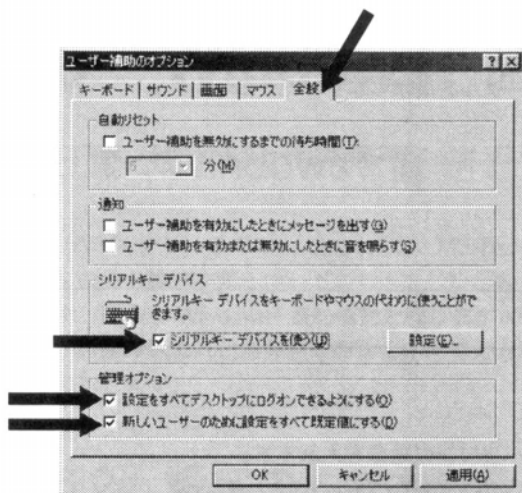 ユーザー補助のオプション
キーボード サウンド 画面 マウス 全般
自動リセット
ユーザー補助を無効にするまでの待ち時間(T):
5 分(M)
通知
ユーザー補助を有効にしたときにメッセージを出す(G)
ユーザー補助を有効または無効にしたときに音を鳴らす(S)
シリアルキー デバイス
シリアルキー デバイスをキーボードやマウスの代わりに使うことがで
きます。
シリアルキー デバイスを使う(U)
設定(E)...
管理オプション
設定をすべてデスクトップにログオンできるようにする(O)
新しいユーザーのために設定をすべて既定値にする(D)
OK キャンセル 適用(A)